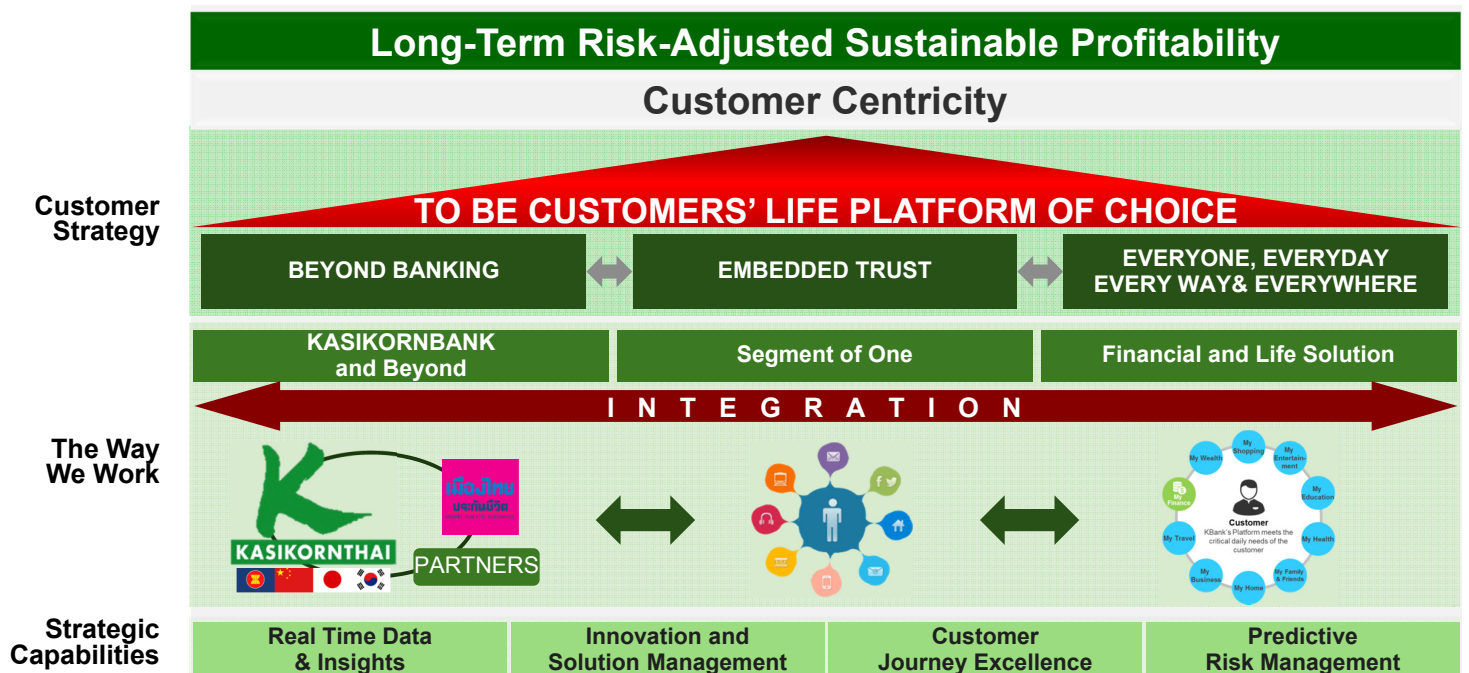 Long-Term Risk-Adjusted Sustainable Profitability
Customer Centricity
Customer
Strategy
TO BE CUSTOMERS’ LIFE PLATFORM OF CHOICE
BEYOND BANKING
EMBEDDED TRUST
EVERYONE, EVERYDAY
EVERY WAY& EVERYWHERE
KASIKORNBANK
and Beyond
Segment of One
Financial and Life Solution
INTEGRATION
The Way
We Work
K
KASIKORNTHAI
เมืองไทย
ประกันชีวิต
PARTNERS
My
Shopping
My
Entertain-
ment
My
Education
My Health
My Family
& Friends
My Home
My
Business
My Travel
My
Finance
My Wealth
Customer
KBank's Platform meets the
critical daily needs of the
customer
Strategic
Capabilities
Real Time Data
& Insights
Innovation and
Solution Management
Customer
Journey Excellence
Predictive
Risk Management